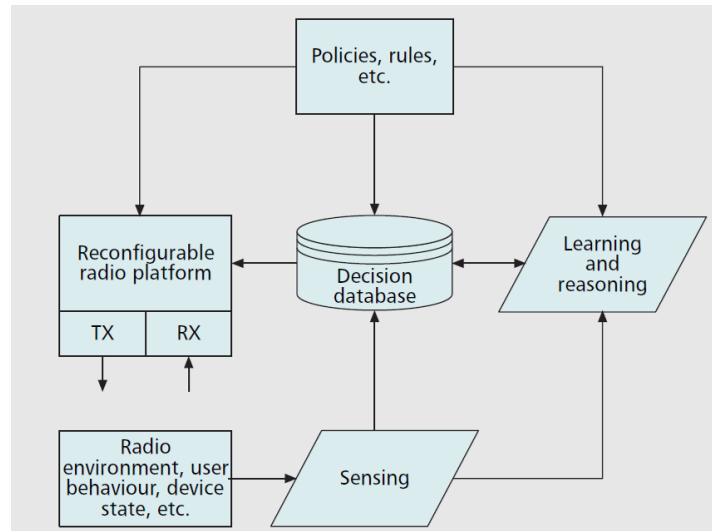 Policies, rules,
etc.
Reconfigurable
radio platform
TX
RX
Decision
database
Learning
and
reasoning
Radio
environment, user
behaviour, device
state, etc.
Sensing